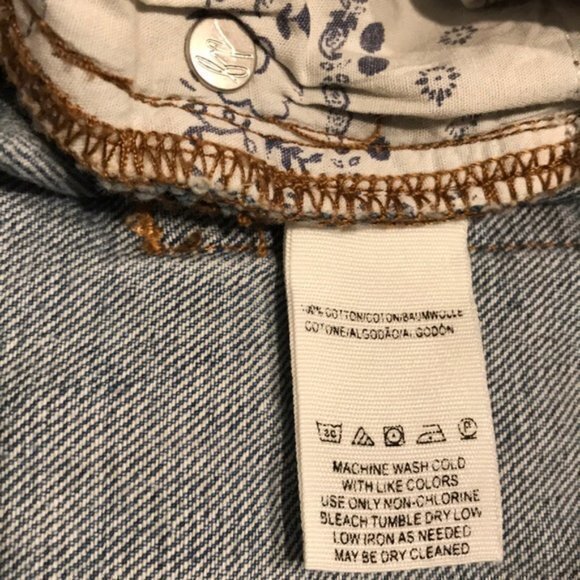 100% COTTON/COTON/BAUMWOLLE
COTONE/ALGODÃO/ALGODÓN
30 P
MACHINE WASH COLD
WITH LIKE COLORS
USE ONLY NON-CHLORINE
BLEACH TUMBLE DRY LOW
LOW IRON AS NEEDED
MAY BE DRY CLEANED